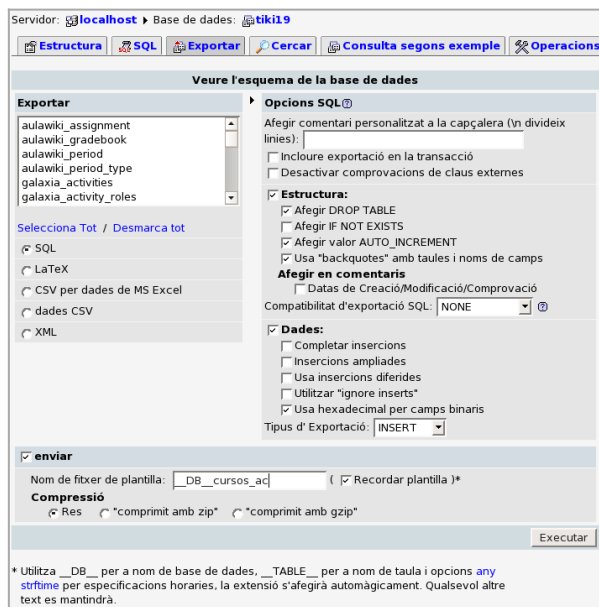 Servidor: localhost ▸ Base de dades: tiki19
Estructura SQL Exportar Cercar Consulta segons exemple Operacions
Veure l'esquema de la base de dades
Exportar
aulawiki_assignment
aulawiki_gradebook
aulawiki_period
aulawiki_period_type
galaxia_activities
galaxia_activity_roles
Selecciona Tot / Desmarca tot
SQL
LaTeX
CSV per dades de MS Excel
dades CSV
XML
Opcions SQL
Afegir comentari personalitzat a la capçalera (\n divideix
linies):
Incloure exportació en la transacció
Desactivar comprovacions de claus externes
Estructura:
Afegir DROP TABLE
Afegir IF NOT EXISTS
Afegir valor AUTO_INCREMENT
Usa "backquotes" amb taules i noms de camps
Afegir en comentaris
Datas de Creació/Modificació/Comprovació
Compatibilitat d'exportació SQL: NONE
Dades:
Completar insercions
Insercions ampliades
Usa insercions diferides
Utilitzar "ignore inserts"
Usa hexadecimal per camps binaris
Tipus d' Exportació: INSERT
enviar
Nom de fitxer de plantilla: __DB__cursos_ac ( Recordar plantilla )*
Compressió
Res "comprimit amb zip" "comprimit amb gzip"
Executar
* Utilitza __DB__ per a nom de base de dades, __TABLE__ per a nom de taula i opcions any
strftime per especificacions horaries, la extensió s'afegirà automàgicament. Qualsevol altre
text es mantindrà.